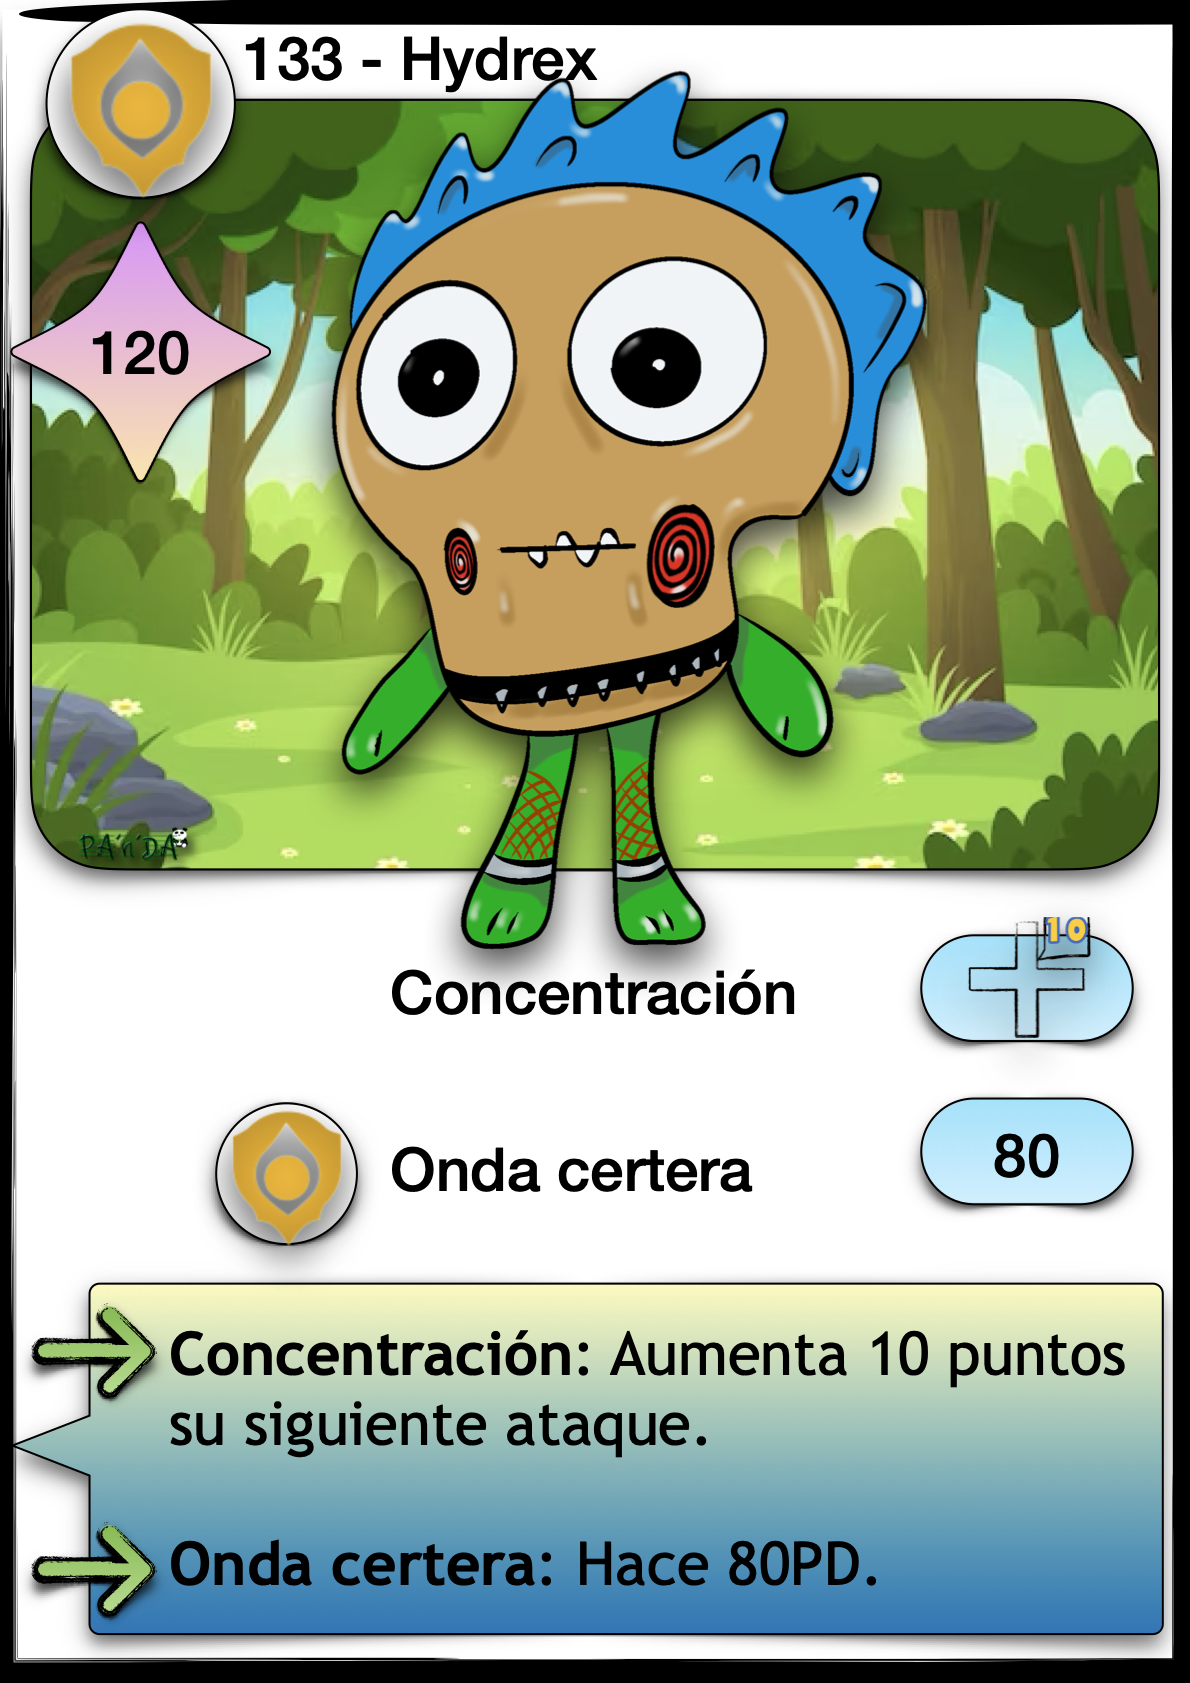 133 - Hydrex
120
PA'n'DA
Concentración
10
Onda certera
80
Concentración: Aumenta 10 puntos
su siguiente ataque.
Onda certera: Hace 80PD.